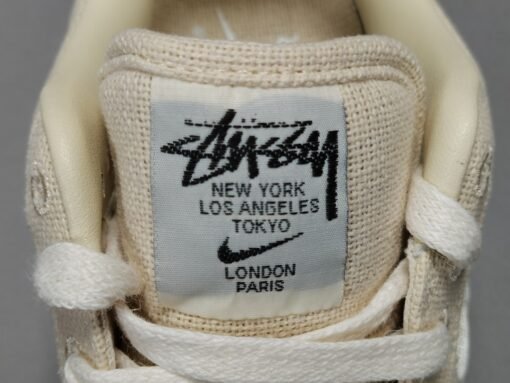 Stüssy
NEW YORK
LOS ANGELES
TOKYO
LONDON
PARIS